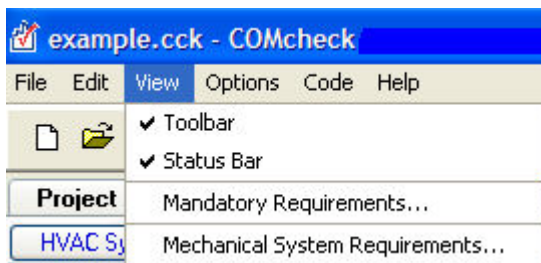 example.cck - COMcheck
File Edit View Options Code Help
Toolbar
Status Bar
Project
Mandatory Requirements...
HVAC Sy
Mechanical System Requirements...